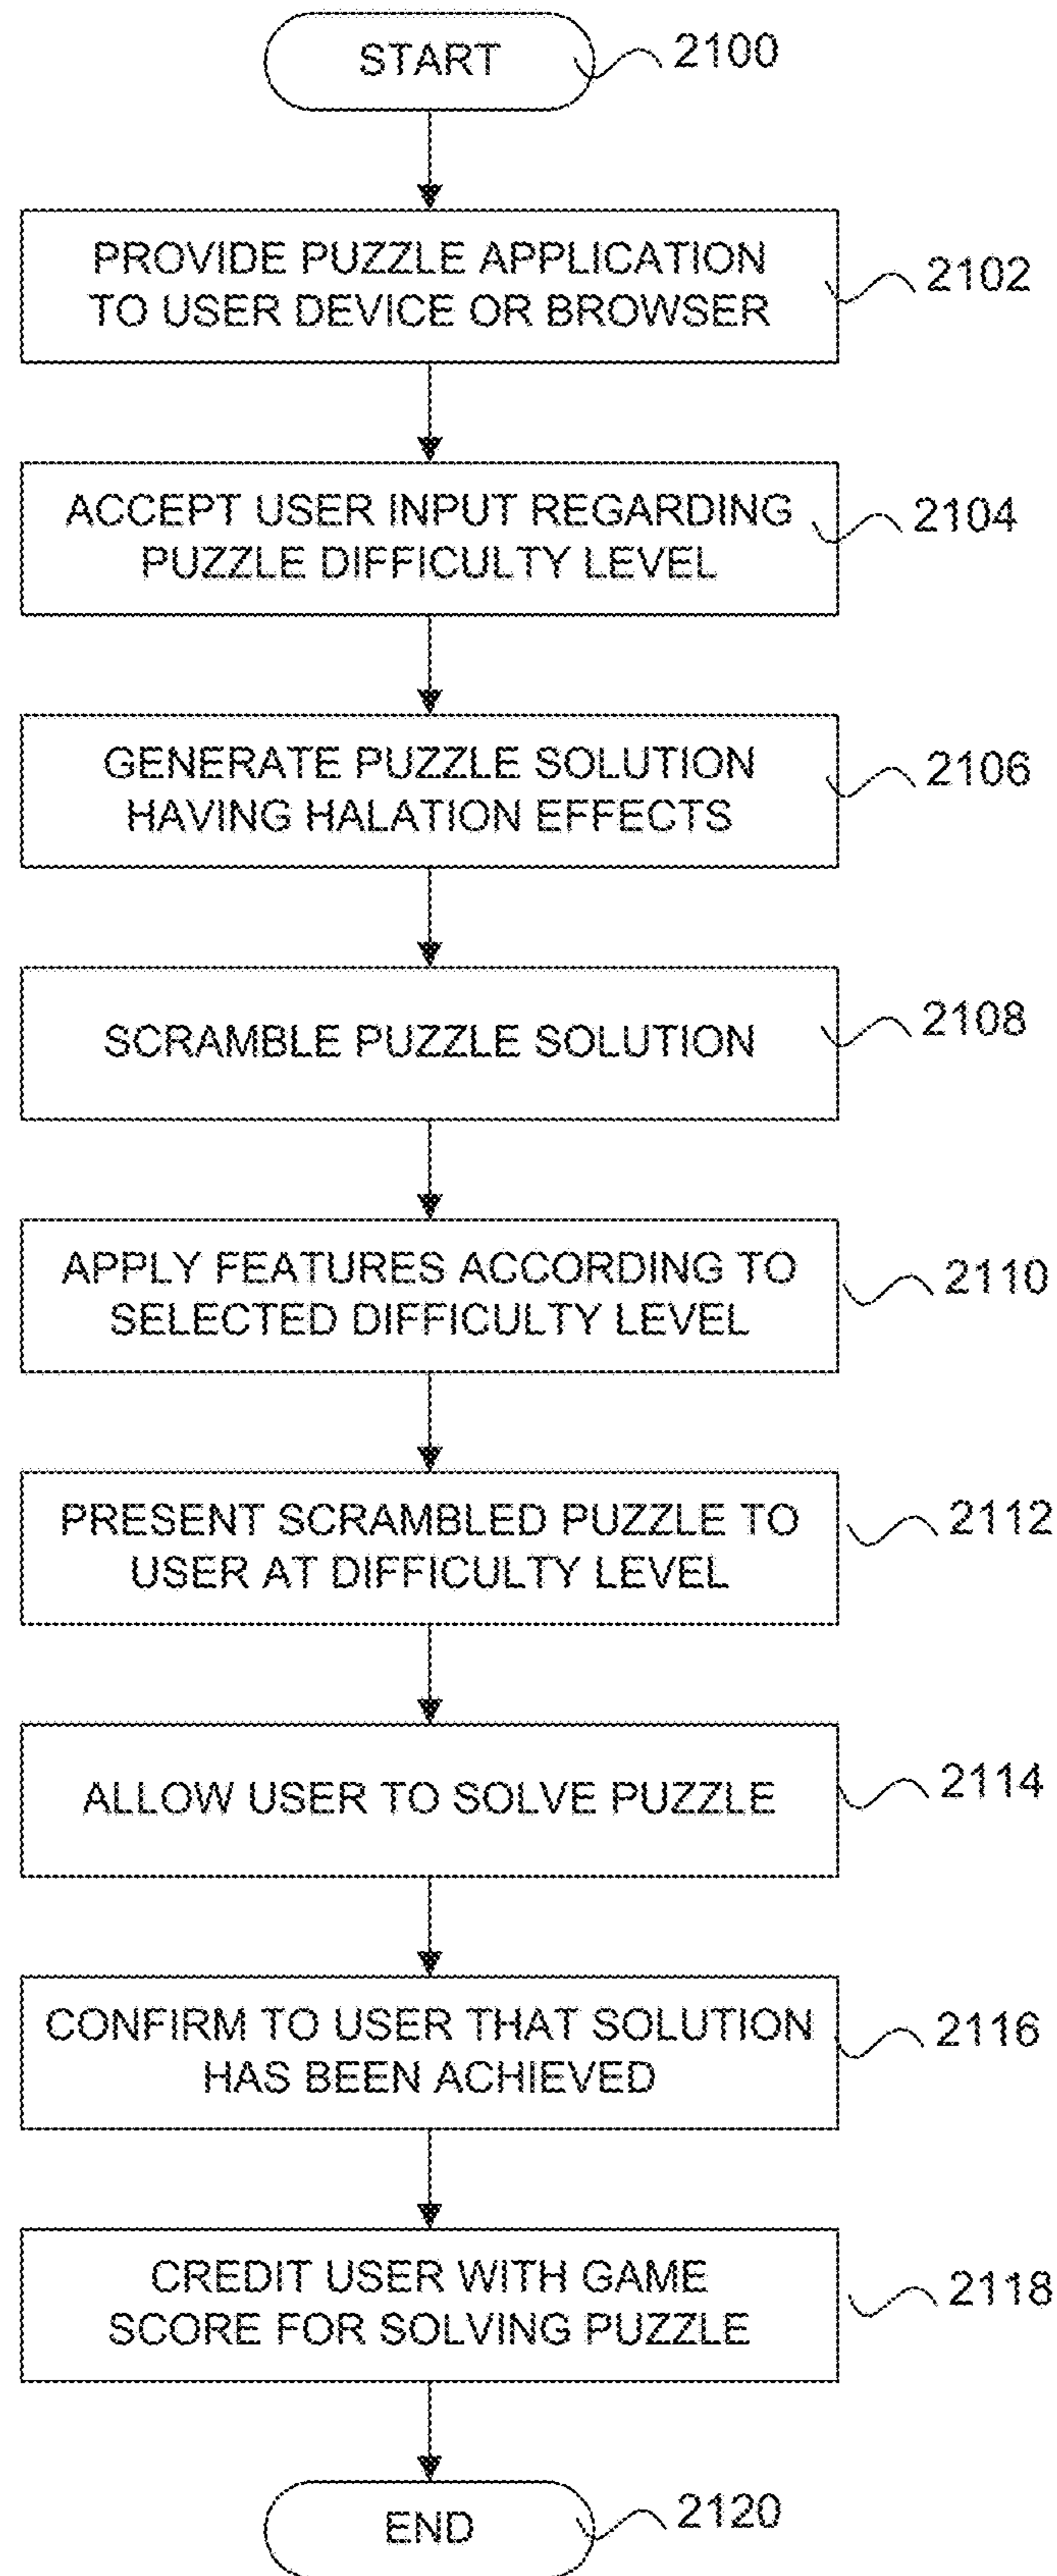 START
2100
PROVIDE PUZZLE APPLICATION
TO USER DEVICE OR BROWSER
2102
ACCEPT USER INPUT REGARDING
PUZZLE DIFFICULTY LEVEL
2104
GENERATE PUZZLE SOLUTION
HAVING HALATION EFFECTS
2106
SCRAMBLE PUZZLE SOLUTION
2108
APPLY FEATURES ACCORDING TO
SELECTED DIFFICULTY LEVEL
2110
PRESENT SCRAMBLED PUZZLE TO
USER AT DIFFICULTY LEVEL
2112
ALLOW USER TO SOLVE PUZZLE
2114
CONFIRM TO USER THAT SOLUTION
HAS BEEN ACHIEVED
2116
CREDIT USER WITH GAME
SCORE FOR SOLVING PUZZLE
2118
END
2120